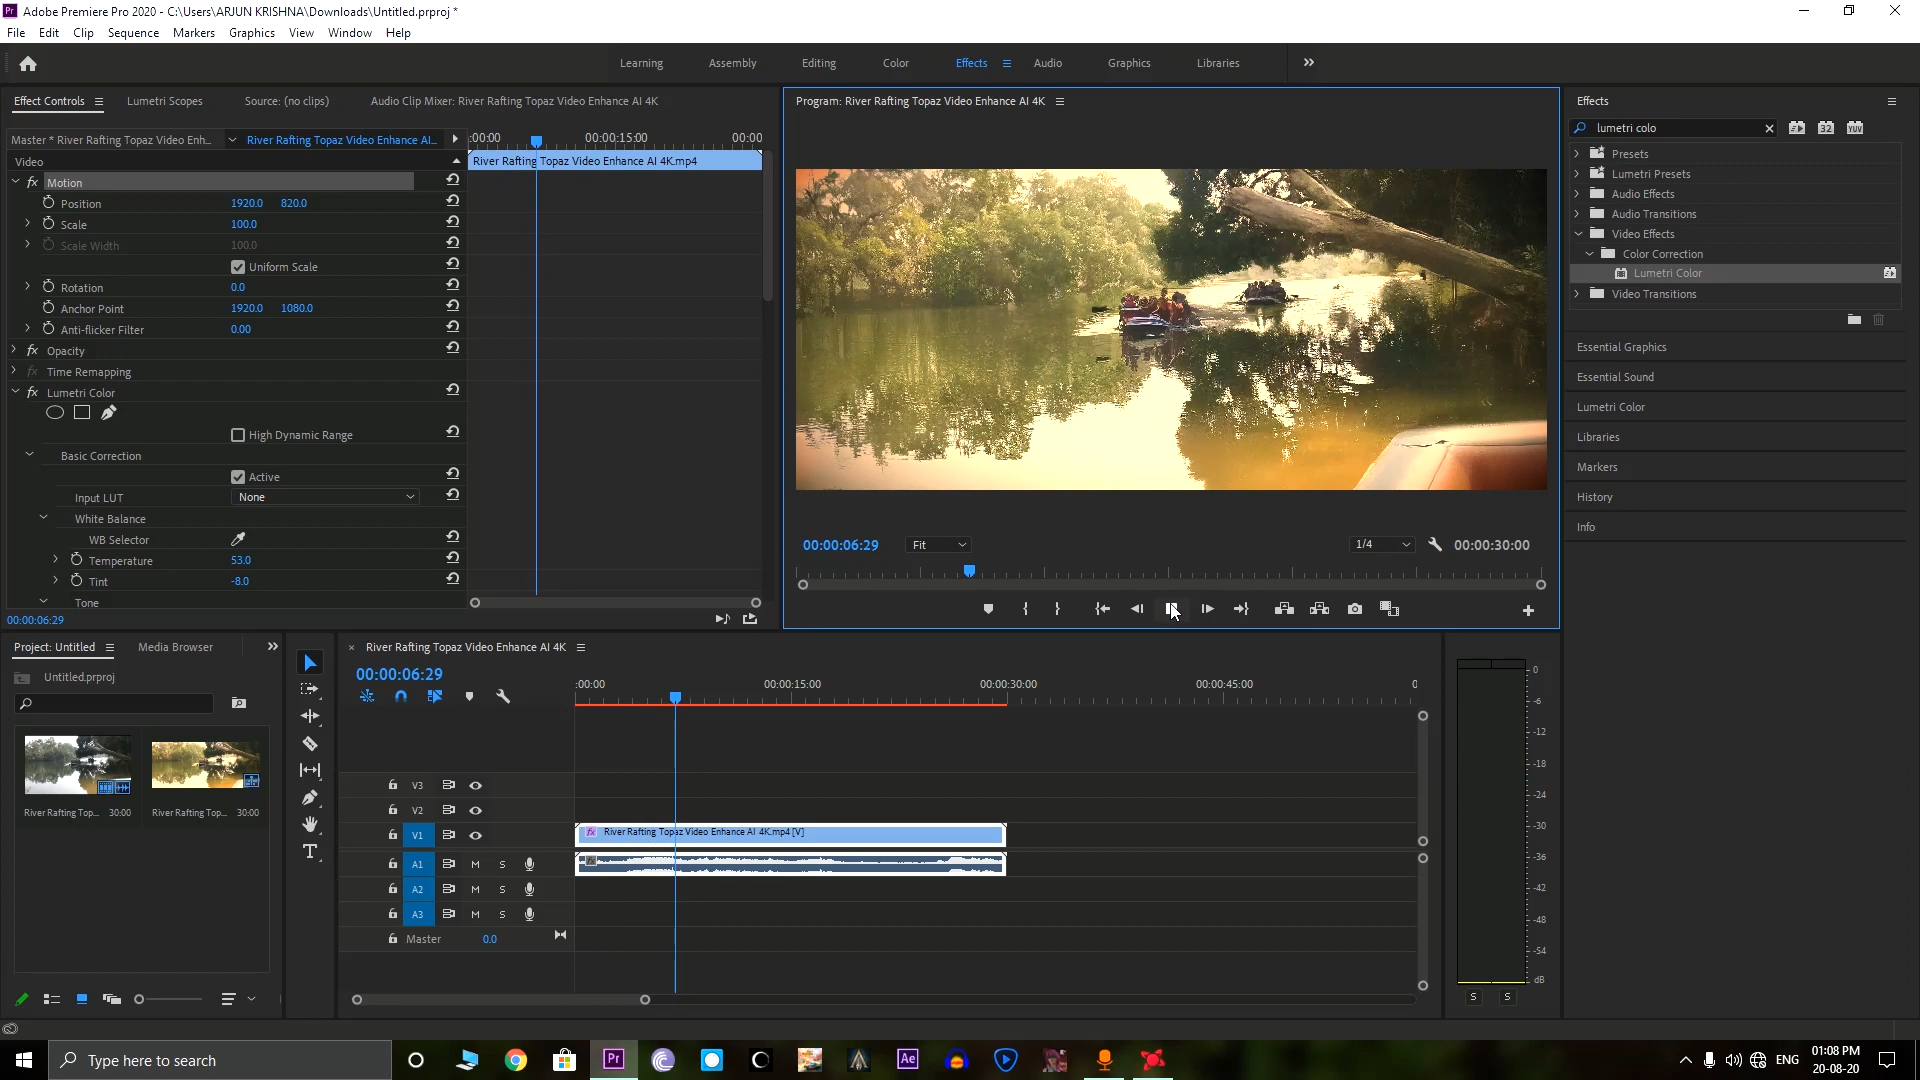 Pr Adobe Premiere Pro 2020 - C:\Users\ARJUN KRISHNA\Downloads\Untitled.prproj *
File Edit Clip Sequence Markers Graphics View Window Help
Learning Assembly Editing Color Effects Audio Graphics Libraries
Effect Controls Lumetri Scopes Source: (no clips) Audio Clip Mixer: River Rafting Topaz Video Enhance AI 4K
Master * River Rafting Topaz Video Enh... River Rafting Topaz Video Enhance AI... :00:00 00:00:15:00 00:00
Video River Rafting Topaz Video Enhance AI 4K.mp4
fx Motion
Position 1920.0 820.0
Scale 100.0
Scale Width 100.0
Uniform Scale
Rotation 0.0
Anchor Point 1920.0 1080.0
Anti-flicker Filter 0.00
fx Opacity
fx Time Remapping
fx Lumetri Color
High Dynamic Range
Basic Correction
Active
Input LUT None
White Balance
WB Selector
Temperature 53.0
Tint -8.0
Tone
00:00:06:29
Program: River Rafting Topaz Video Enhance AI 4K
00:00:06:29 Fit 1/4 00:00:30:00
Effects
lumetri colo 32 YUV
Presets
Lumetri Presets
Audio Effects
Audio Transitions
Video Effects
Color Correction
Lumetri Color
Video Transitions
Essential Graphics
Essential Sound
Lumetri Color
Libraries
Markers
History
Info
Project: Untitled Media Browser
Untitled.prproj
River Rafting Top... 30:00 River Rafting Top... 30:00
River Rafting Topaz Video Enhance AI 4K
00:00:06:29
:00:00 00:00:15:00 00:00:30:00 00:00:45:00 0
V3
V2
V1 fx River Rafting Topaz Video Enhance AI 4K.mp4 [V]
A1 M S fx
A2 M S
A3 M S
Master 0.0
0
-6
-12
-18
-24
-30
-36
-42
-48
-54
dB
S S
Type here to search Pr Ae ENG 01:08 PM
20-08-20